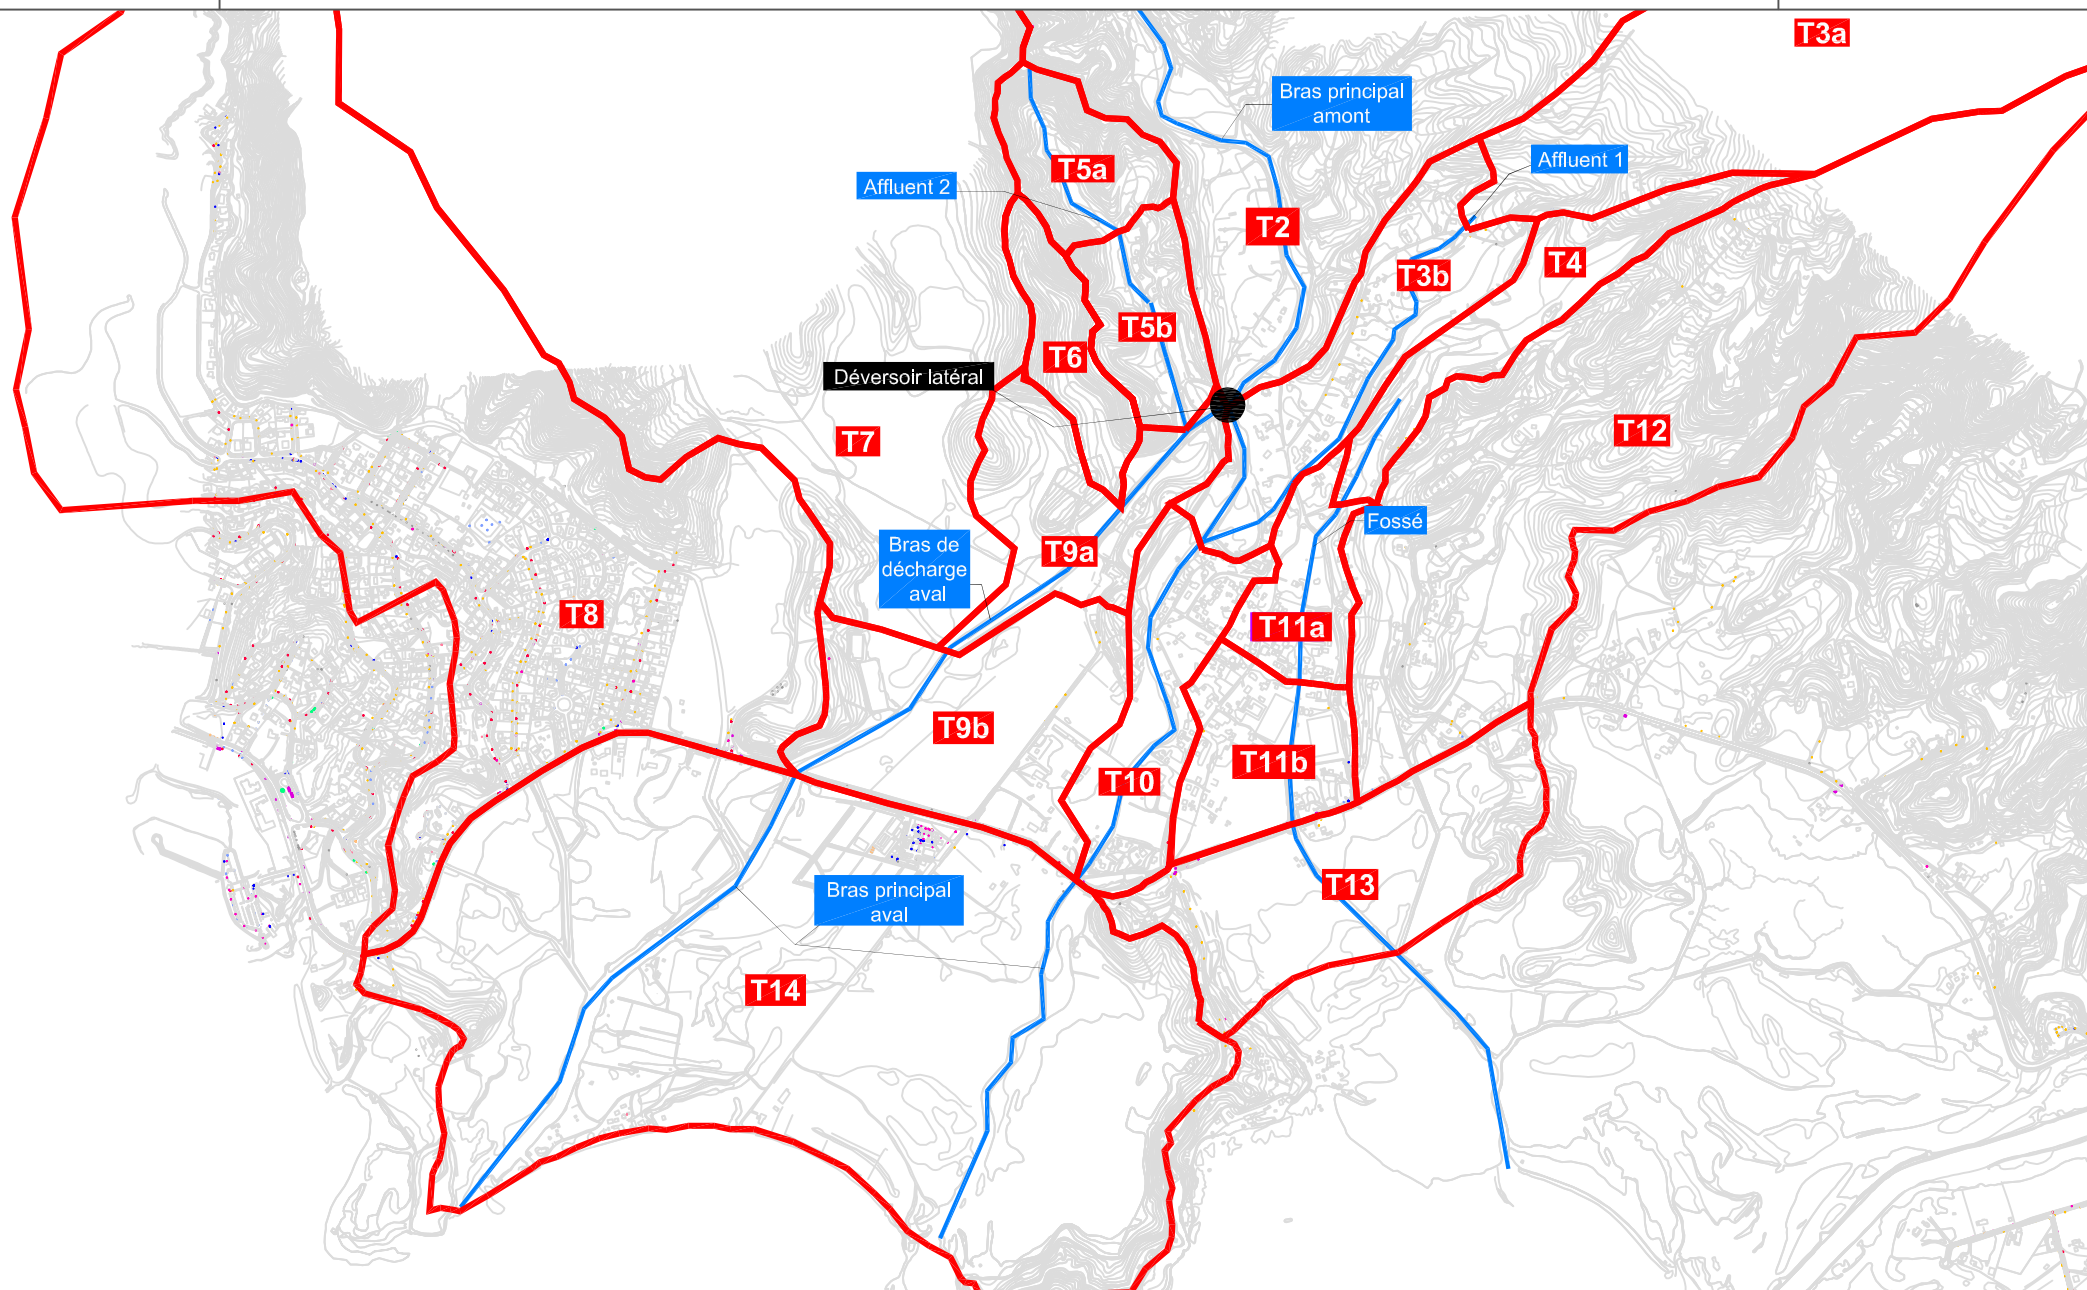 T3a
Bras principal
amont
Affluent 1
T5a
Affluent 2
T2
T4
T3b
T5b
T6
Déversoir latéral
T7
T12
Fossé
Bras de
décharge
aval
T9a
T8
T11a
T9b
T11b
T10
Bras principal
aval
T13
T14